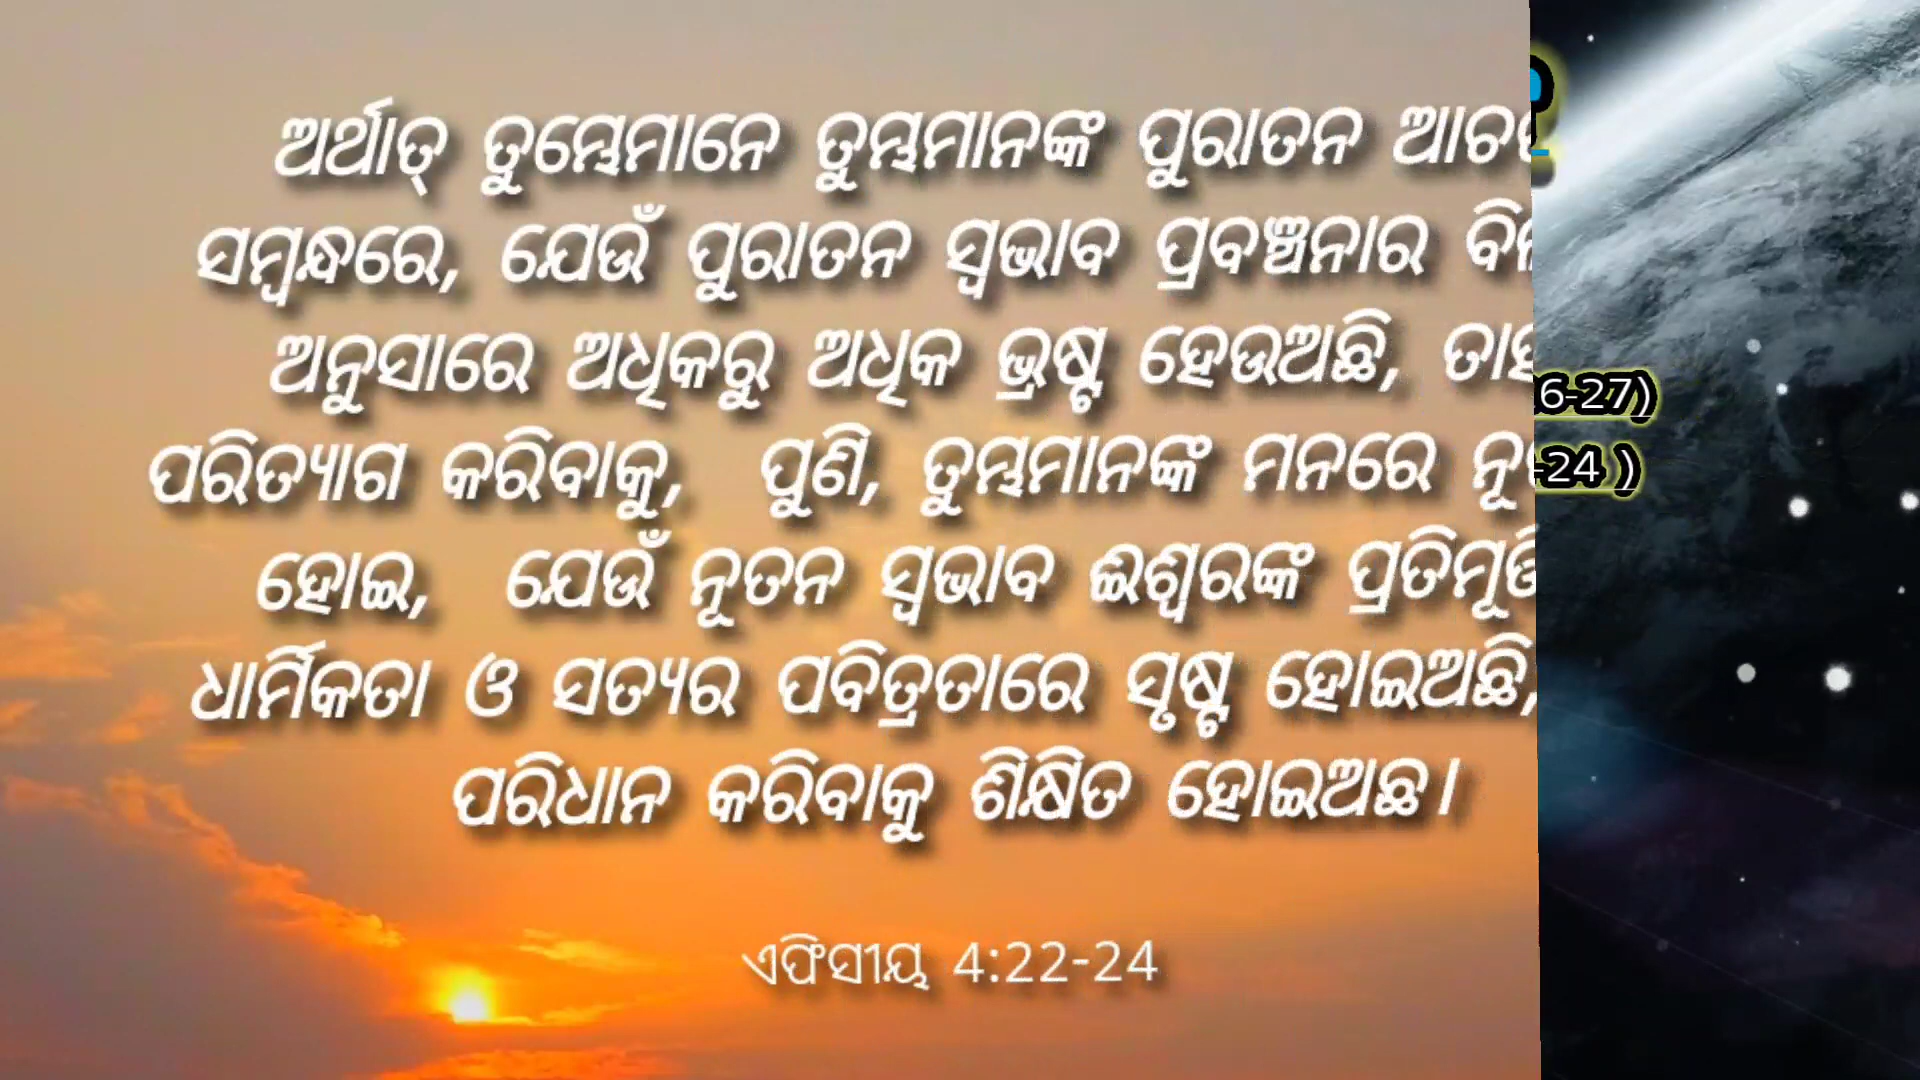 ଅର୍ଥାତ୍ ତୁମ୍ଭେମାନେ ତୁମ୍ଭମାନଙ୍କ ପୁରାତନ
ସମ୍ବନ୍ଧରେ, ଯେଉଁ ପୁରାତନ ସ୍ୱଭାବ ପ୍ରବଞ୍ଚନାର
ଅନୁସାରେ ଅଧିକରୁ ଅଧିକ ଭ୍ରଷ୍ଟ ହେଉଅଛି,
ପରିତ୍ୟାଗ କରିବାକୁ, ପୁଣି, ତୁମ୍ଭମାନଙ୍କ ମନରେ
ହୋଇ, ଯେଉଁ ନୂତନ ସ୍ୱଭାବ ଈଶ୍ୱରଙ୍କ
ଧାର୍ମିକତା ଓ ସତ୍ୟର ପବିତ୍ରତାରେ ସୃଷ୍ଟ ହୋଇଅଛି,
ପରିଧାନ କରିବାକୁ ଶିକ୍ଷିତ ହୋଇଅଛ।
ଏଫିସୀୟ 4:22-24
6-27)
-24 )